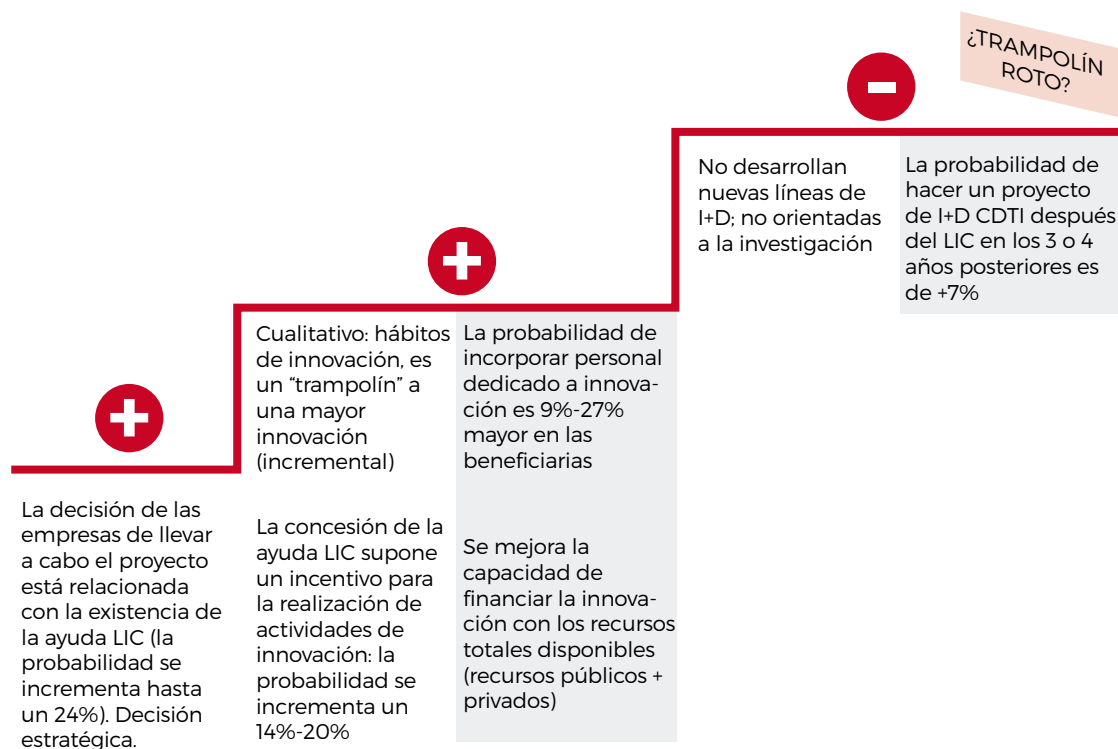 La decisión de las
empresas de llevar
a cabo el proyecto
está relacionada
con la existencia de
la ayuda LIC (la
probabilidad se
incrementa hasta
un 24%). Decisión
estratégica.
Cualitativo: hábitos
de innovación, es
un “trampolín” a
una mayor
innovación
(incremental)
La concesión de la
ayuda LIC supone
un incentivo para
la realización de
actividades de
innovación: la
probabilidad se
incrementa un
14%-20%
La probabilidad de
incorporar personal
dedicado a innova-
ción es 9%-27%
mayor en las
beneficiarias
Se mejora la
capacidad de
financiar la innova-
ción con los recursos
totales disponibles
(recursos públicos +
privados)
No desarrollan
nuevas líneas de
I+D; no orientadas
a la investigación
¿TRAMPOLÍN
ROTO?
La probabilidad de
hacer un proyecto
de I+D CDTI después
del LIC en los 3 o 4
años posteriores es
de +7%